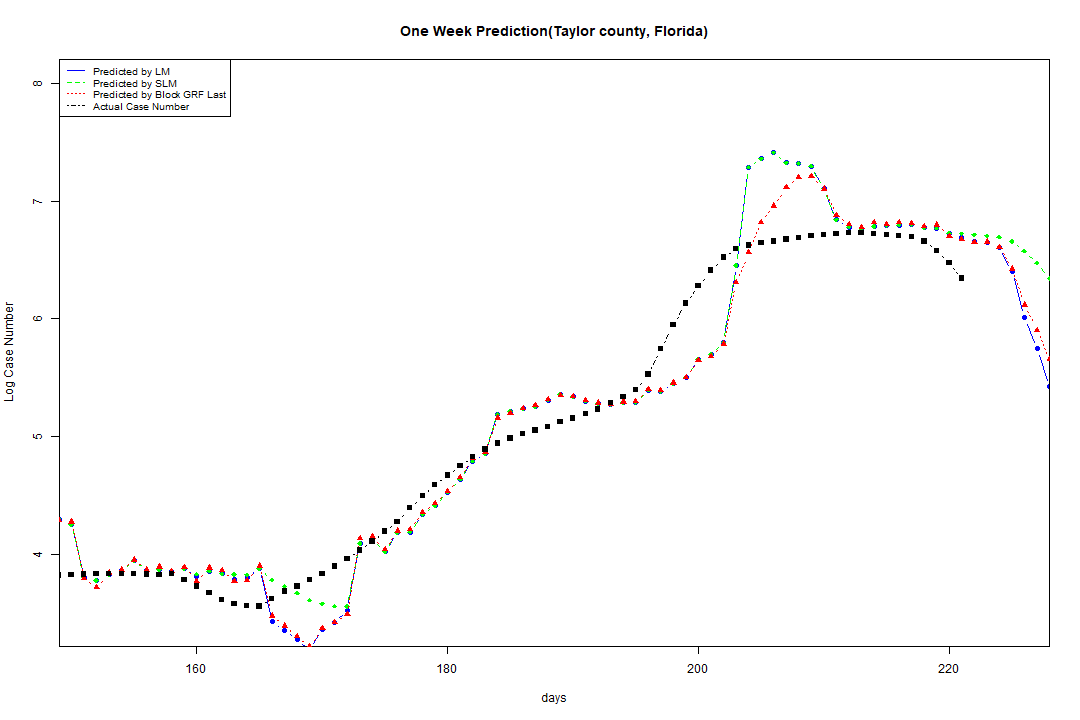 One Week Prediction(Taylor county, Florida)
Predicted by LM
Predicted by SLM
Predicted by Block GRF Last
Actual Case Number
8
7
6
5
4
Log Case Number
160 180 200 220
days